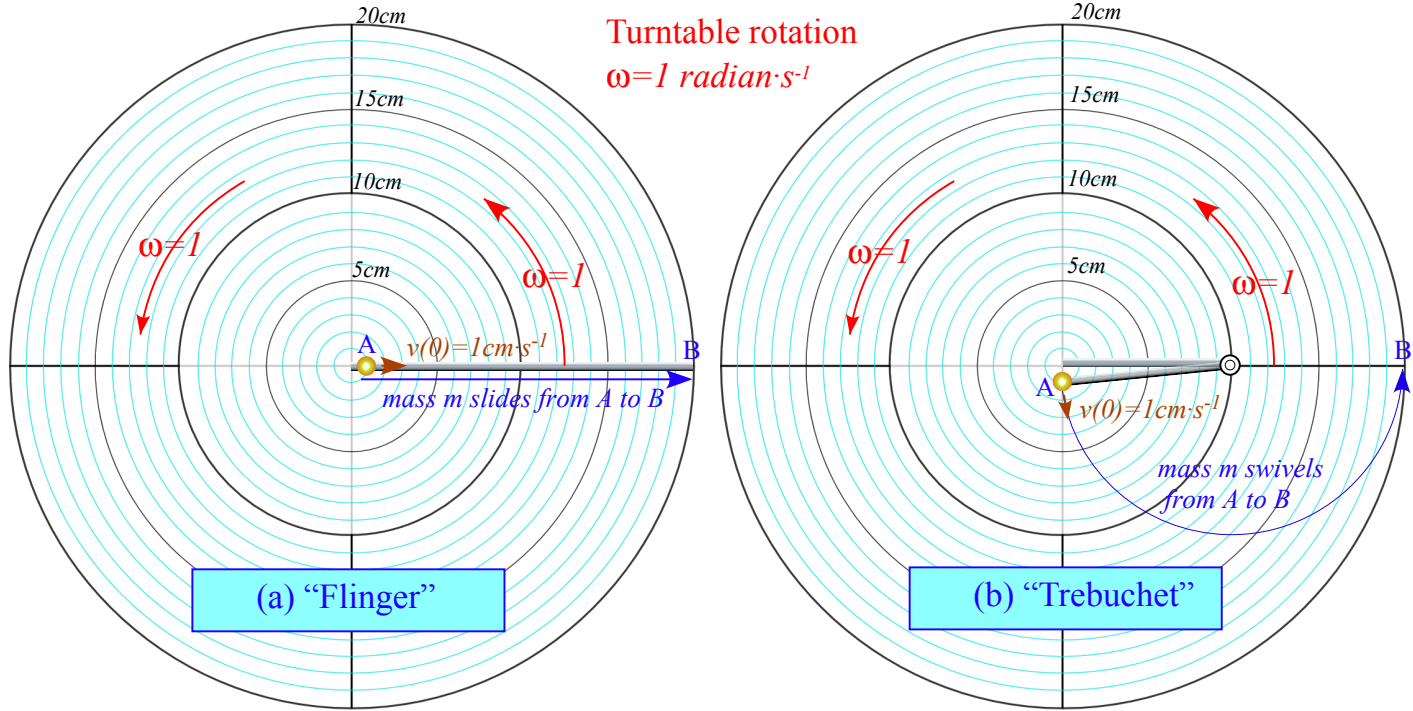 20cm
15cm
10cm
5cm
ω=1
ω=1
A
v(0)=1cm·s⁻¹
B
mass m slides from A to B
(a) “Flinger”
Turntable rotation
ω=1 radian·s⁻¹
20cm
15cm
10cm
5cm
ω=1
ω=1
B
A
v(0)=1cm·s⁻¹
mass m swivels
from A to B
(b) “Trebuchet”